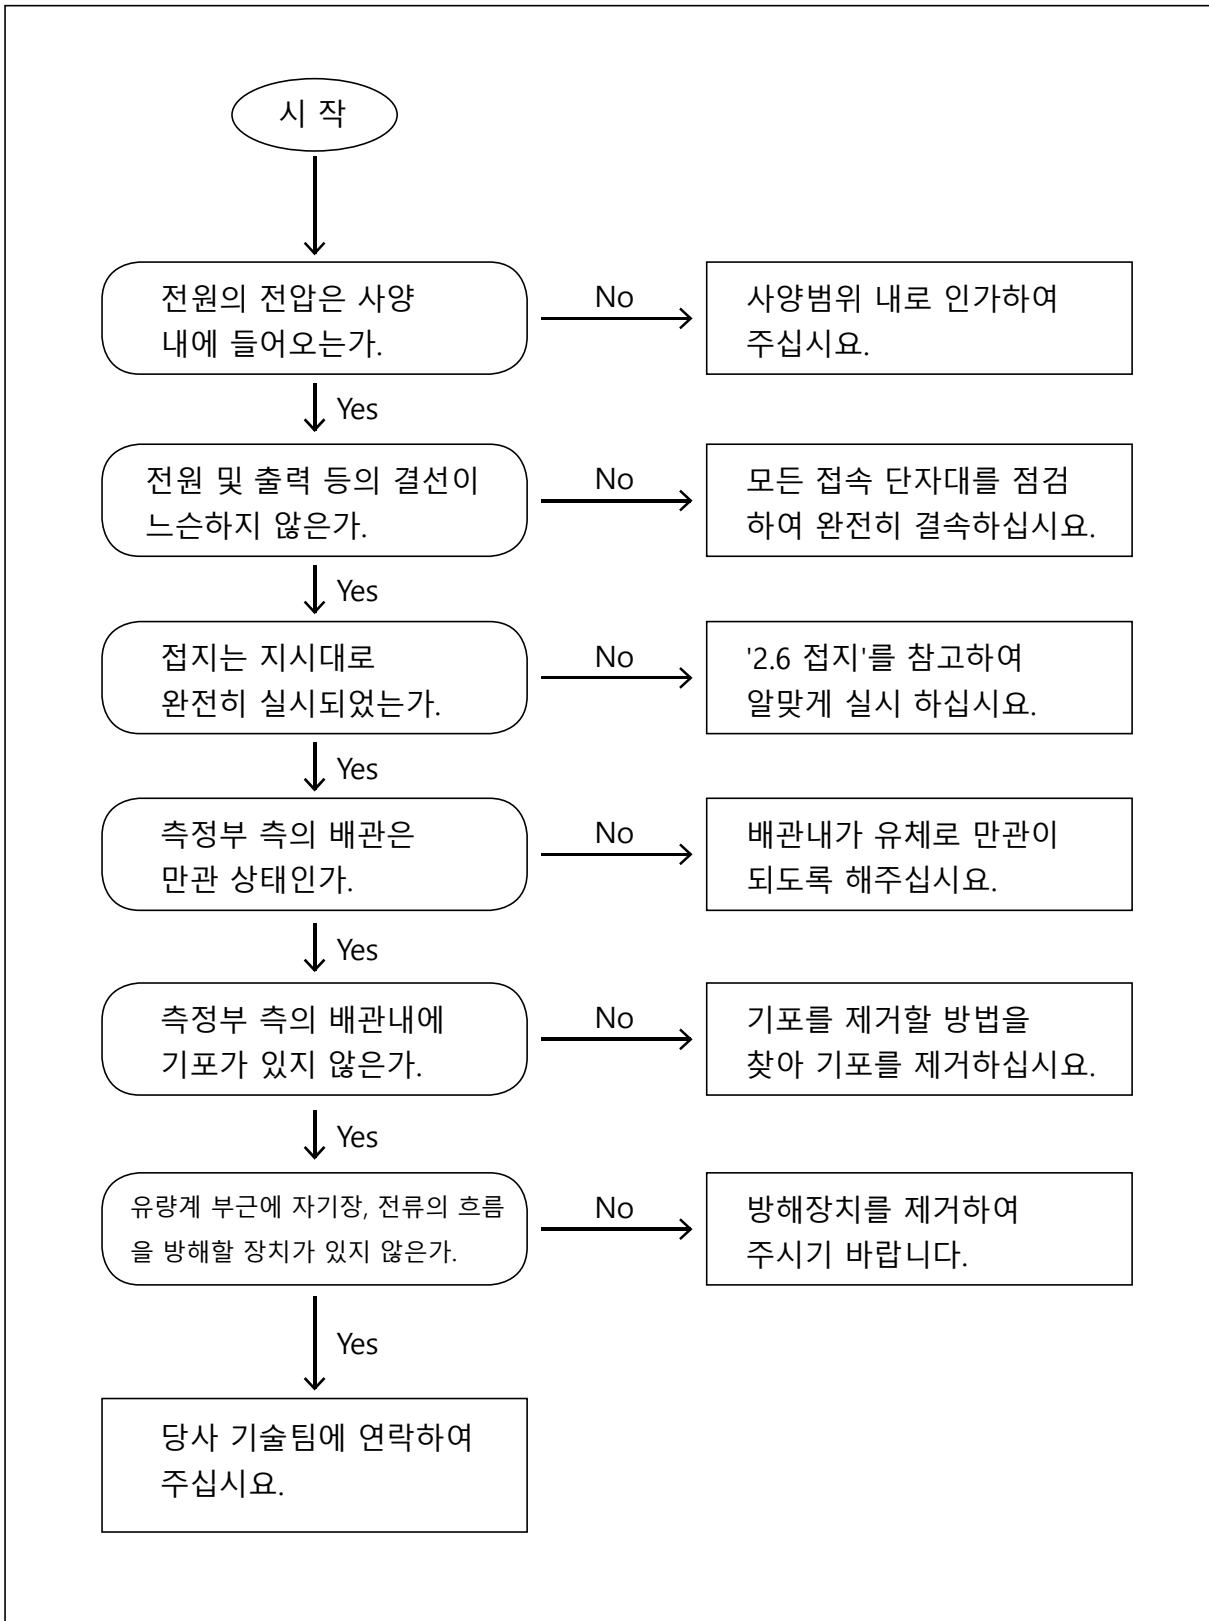 시 작
전원의 전압은 사양
내에 들어오는가.
No
사양범위 내로 인가하여
주십시요.
Yes
전원 및 출력 등의 결선이
느슨하지 않은가.
No
모든 접속 단자대를 점검
하여 완전히 결속하십시요.
Yes
접지는 지시대로
완전히 실시되었는가.
No
'2.6 접지'를 참고하여
알맞게 실시 하십시요.
Yes
측정부 측의 배관은
만관 상태인가.
No
배관내가 유체로 만관이
되도록 해주십시요.
Yes
측정부 측의 배관내에
기포가 있지 않은가.
No
기포를 제거할 방법을
찾아 기포를 제거하십시요.
Yes
유량계 부근에 자기장, 전류의 흐름
을 방해할 장치가 있지 않은가.
No
방해장치를 제거하여
주시기 바랍니다.
Yes
당사 기술팀에 연락하여
주십시요.